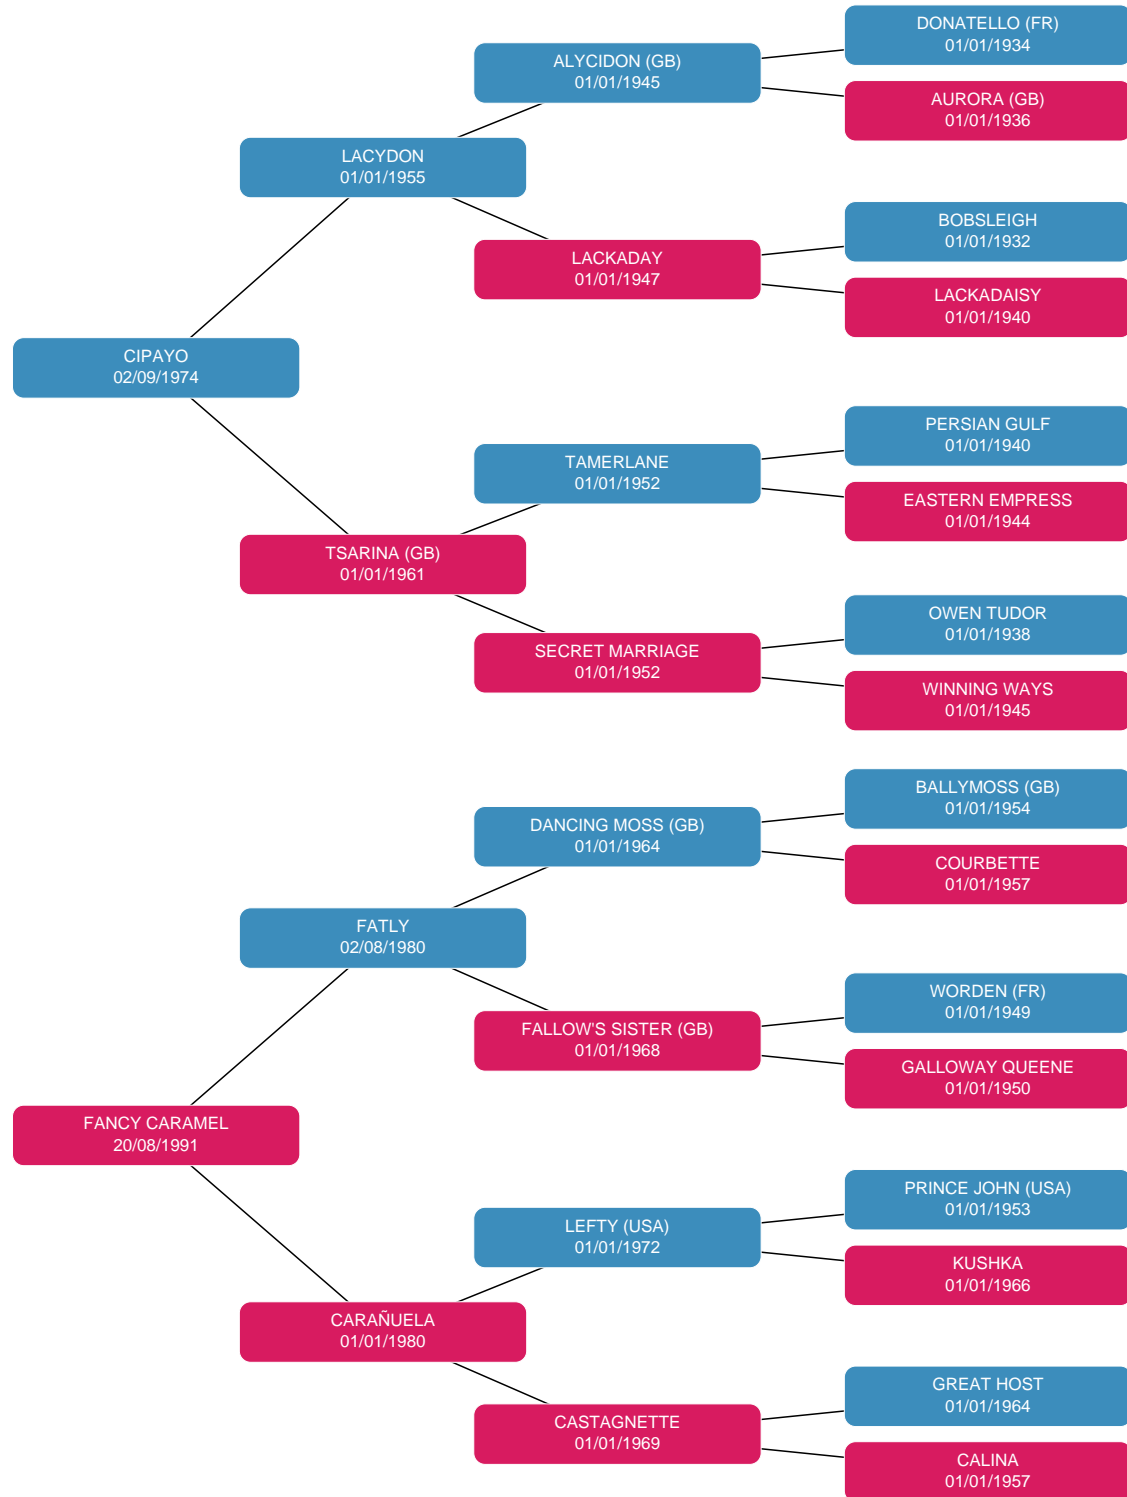 DONATELLO (FR)
01/01/1934
ALYCIDON (GB)
01/01/1945
AURORA (GB)
01/01/1936
LACYDON
01/01/1955
BOBSLEIGH
01/01/1932
LACKADAY
01/01/1947
LACKADAISY
01/01/1940
CIPAYO
02/09/1974
PERSIAN GULF
01/01/1940
TAMERLANE
01/01/1952
EASTERN EMPRESS
01/01/1944
TSARINA (GB)
01/01/1961
OWEN TUDOR
01/01/1938
SECRET MARRIAGE
01/01/1952
WINNING WAYS
01/01/1945
BALLYMOSS (GB)
01/01/1954
DANCING MOSS (GB)
01/01/1964
COURBETTE
01/01/1957
FATLY
02/08/1980
WORDEN (FR)
01/01/1949
FALLOW'S SISTER (GB)
01/01/1968
GALLOWAY QUEENE
01/01/1950
FANCY CARAMEL
20/08/1991
PRINCE JOHN (USA)
01/01/1953
LEFTY (USA)
01/01/1972
KUSHKA
01/01/1966
CARAÑUELA
01/01/1980
GREAT HOST
01/01/1964
CASTAGNETTE
01/01/1969
CALINA
01/01/1957